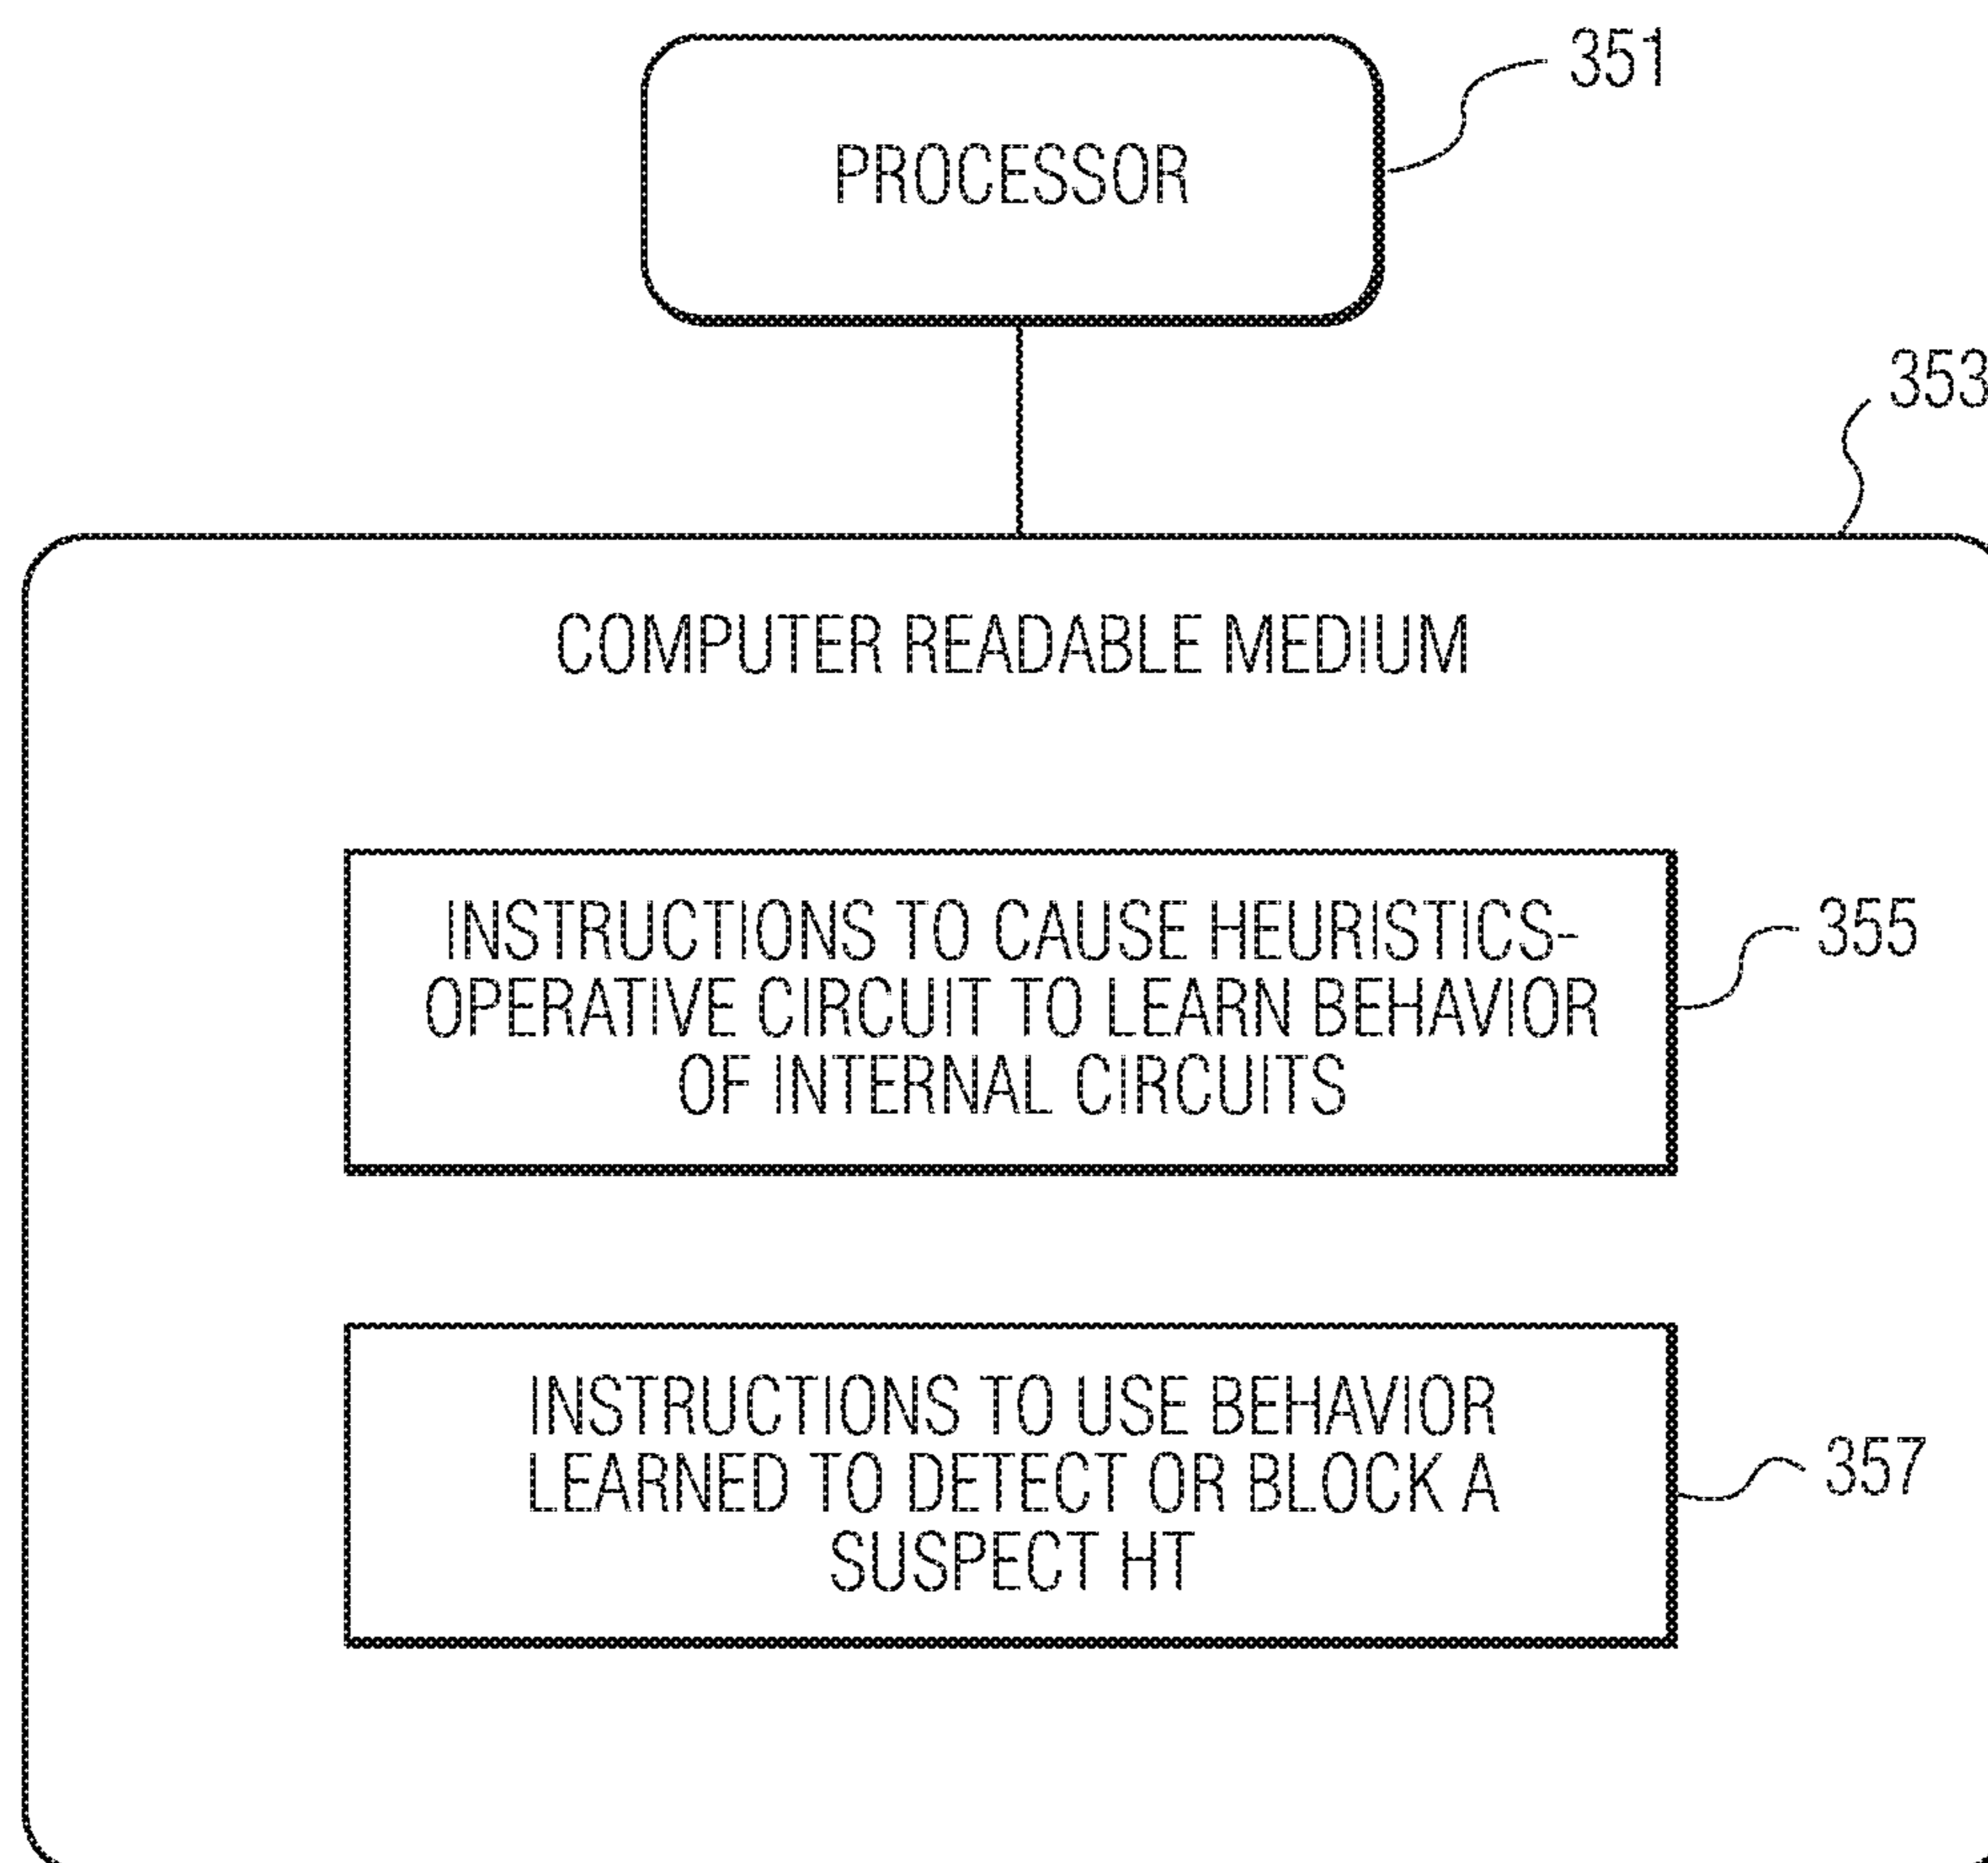 351
PROCESSOR
353
COMPUTER READABLE MEDIUM
INSTRUCTIONS TO CAUSE HEURISTICS-
OPERATIVE CIRCUIT TO LEARN BEHAVIOR
OF INTERNAL CIRCUITS
355
INSTRUCTIONS TO USE BEHAVIOR
LEARNED TO DETECT OR BLOCK A
SUSPECT HT
357